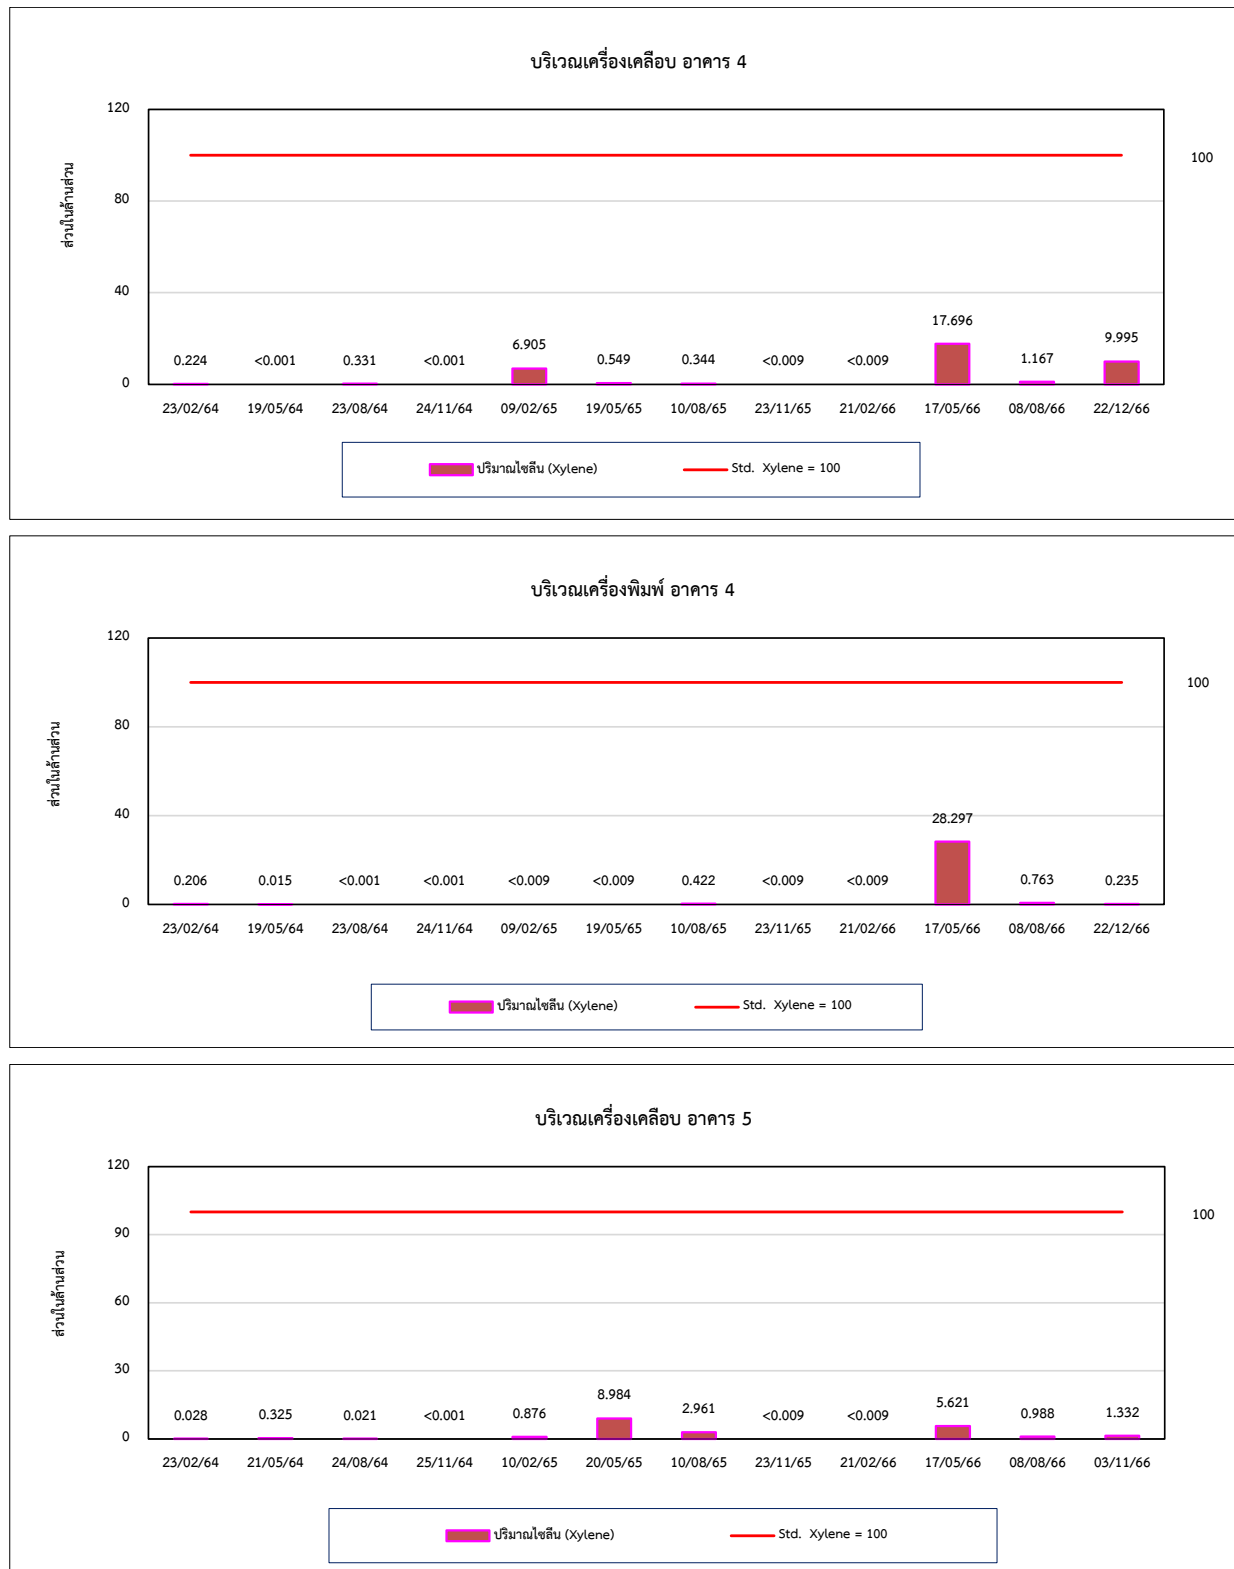 บริเวณเครื่องเคลือบ อาคาร 4
120
80
40
0
ส่วนในล้านส่วน
100
0.224 <0.001 0.331 <0.001 6.905 0.549 0.344 <0.009 <0.009 17.696 1.167 9.995
23/02/64 19/05/64 23/08/64 24/11/64 09/02/65 19/05/65 10/08/65 23/11/65 21/02/66 17/05/66 08/08/66 22/12/66
ปริมาณไซลีน (Xylene) Std. Xylene = 100
บริเวณเครื่องพิมพ์ อาคาร 4
120
80
40
0
ส่วนในล้านส่วน
100
0.206 0.015 <0.001 <0.001 <0.009 <0.009 0.422 <0.009 <0.009 28.297 0.763 0.235
23/02/64 19/05/64 23/08/64 24/11/64 09/02/65 19/05/65 10/08/65 23/11/65 21/02/66 17/05/66 08/08/66 22/12/66
ปริมาณไซลีน (Xylene) Std. Xylene = 100
บริเวณเครื่องเคลือบ อาคาร 5
120
90
60
30
0
ส่วนในล้านส่วน
100
0.028 0.325 0.021 <0.001 0.876 8.984 2.961 <0.009 <0.009 5.621 0.988 1.332
23/02/64 21/05/64 24/08/64 25/11/64 10/02/65 20/05/65 10/08/65 23/11/65 21/02/66 17/05/66 08/08/66 03/11/66
ปริมาณไซลีน (Xylene) Std. Xylene = 100